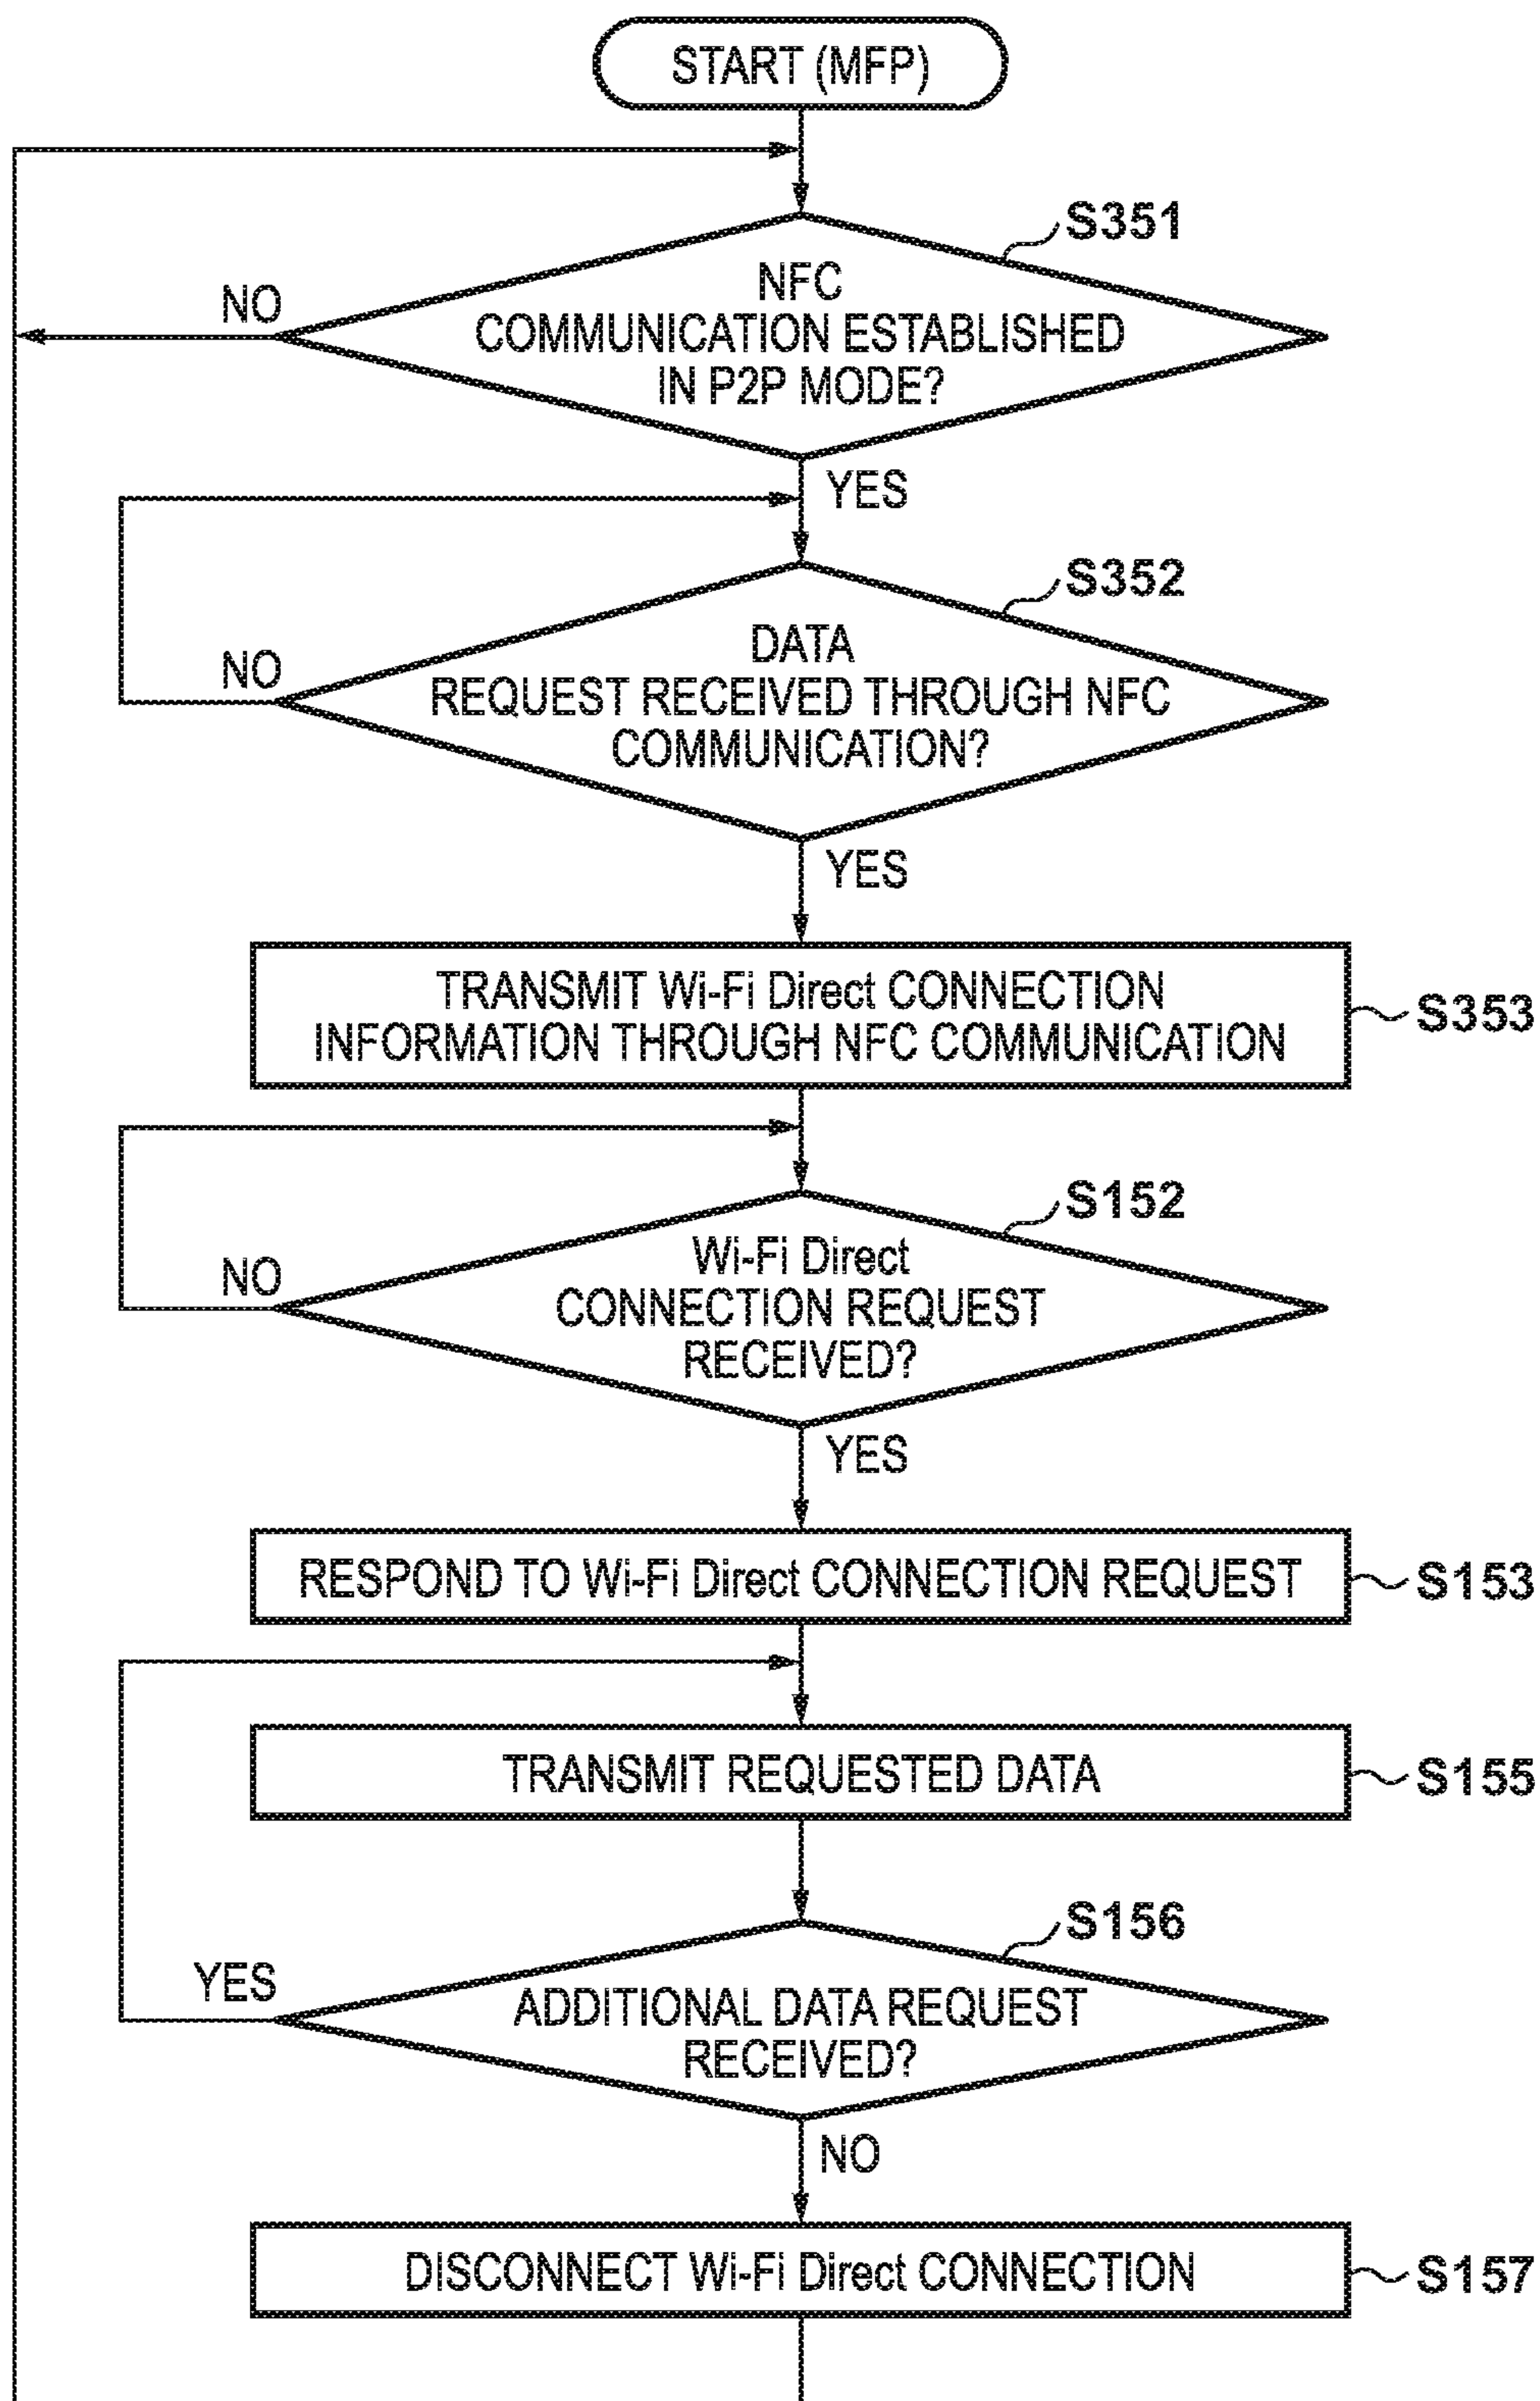 START (MFP)
S351
NFC
COMMUNICATION ESTABLISHED
IN P2P MODE?
NO
YES
S352
DATA
REQUEST RECEIVED THROUGH NFC
COMMUNICATION?
NO
YES
TRANSMIT Wi-Fi Direct CONNECTION
INFORMATION THROUGH NFC COMMUNICATION
S353
S152
Wi-Fi Direct
CONNECTION REQUEST
RECEIVED?
NO
YES
RESPOND TO Wi-Fi Direct CONNECTION REQUEST
S153
TRANSMIT REQUESTED DATA
S155
S156
ADDITIONAL DATA REQUEST
RECEIVED?
YES
NO
DISCONNECT Wi-Fi Direct CONNECTION
S157